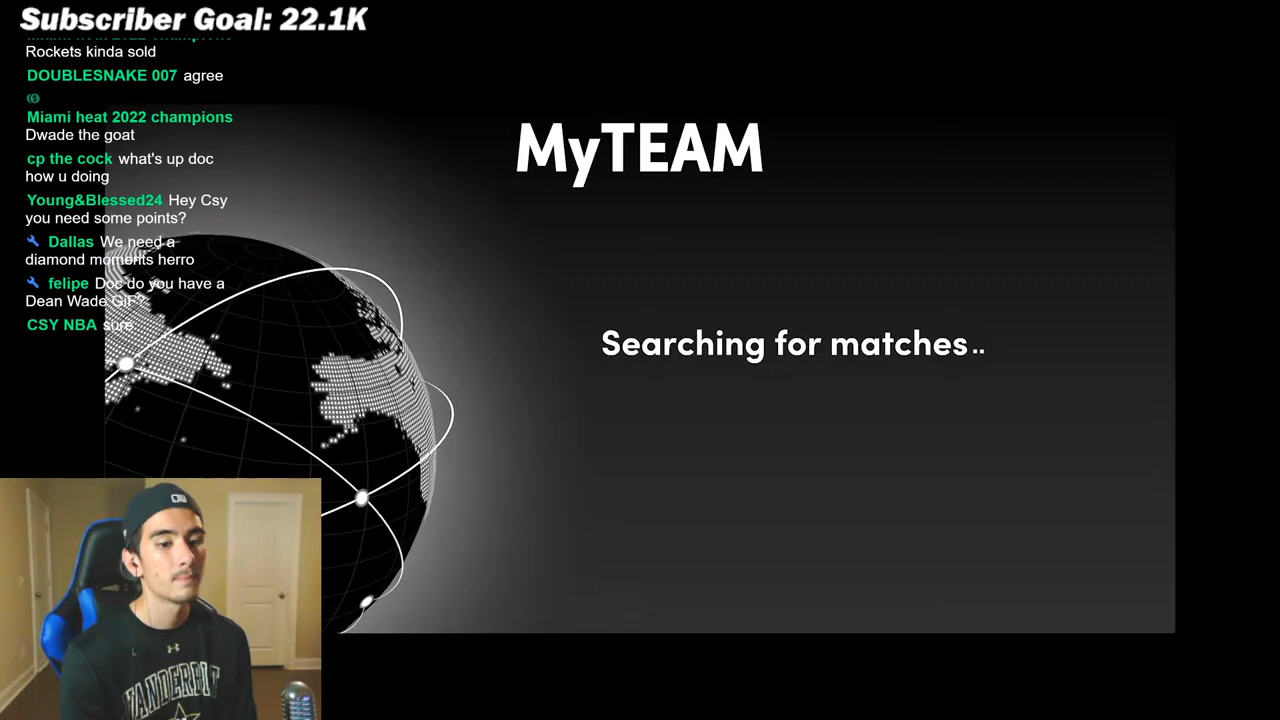 Subscriber Goal: 22.1K
Rockets kinda sold
DOUBLESNAKE 007 agree
Miami heat 2022 champions
Dwade the goat
cp the cock what's up doc
how u doing
Young&Blessed24 Hey Csy
you need some points?
Dallas We need a
diamond moments herro
felipe Doc do you have a
Dean Wade GIF?
CSY NBA sure
MyTEAM
Searching for matches..
VANDERBILT